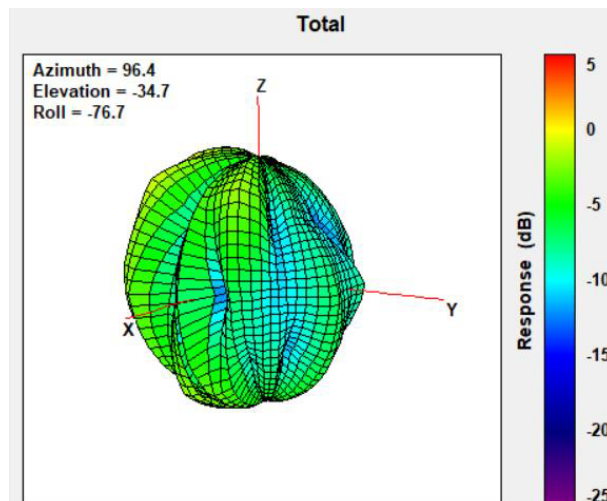 Total
Azimuth = 96.4
Elevation = -34.7
Roll = -76.7
Z
X
Y
Response (dB)
5
0
-5
-10
-15
-20
-25